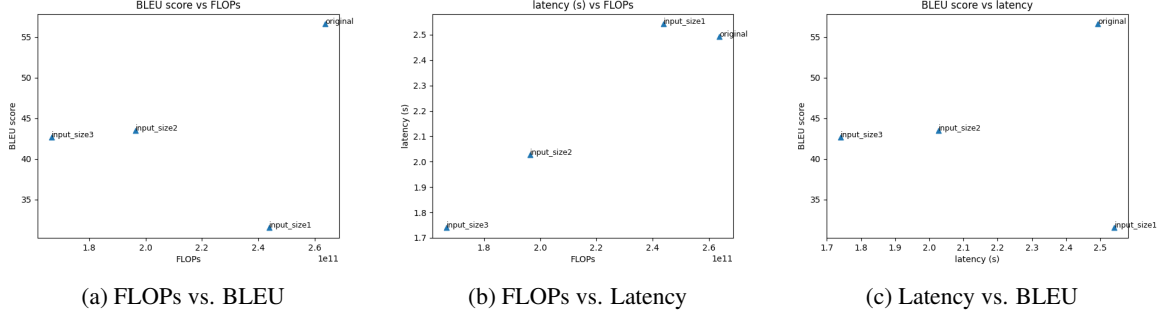 BLEU score vs FLOPs
BLEU score
55
50
45
40
35
original
input_size3
input_size2
input_size1
1.8 2.0 2.2 2.4 2.6
FLOPs
1e11
latency (s) vs FLOPs
latency (s)
2.5
2.4
2.3
2.2
2.1
2.0
1.9
1.8
1.7
input_size1
original
input_size2
input_size3
1.8 2.0 2.2 2.4 2.6
FLOPs
1e11
BLEU score vs latency
BLEU score
55
50
45
40
35
original
input_size3
input_size2
input_size1
1.7 1.8 1.9 2.0 2.1 2.2 2.3 2.4 2.5
latency (s)
(a) FLOPs vs. BLEU
(b) FLOPs vs. Latency
(c) Latency vs. BLEU